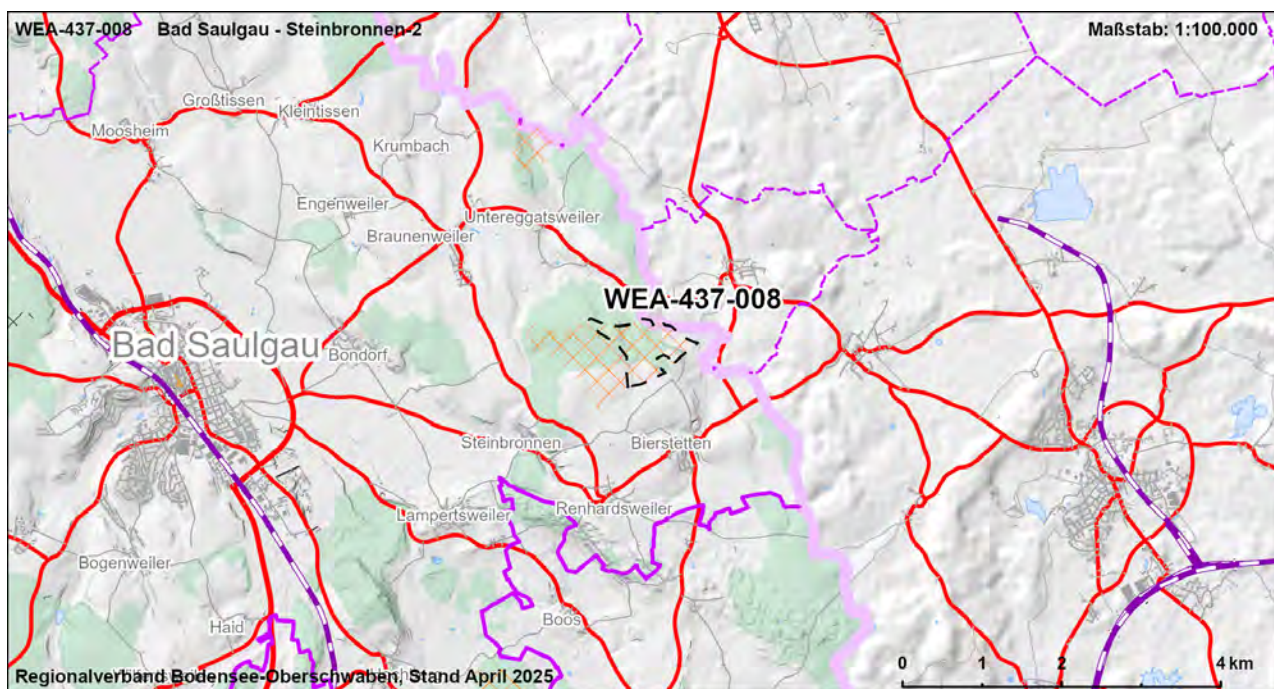 WEA-437-008 Bad Saulgau - Steinbronnen-2
Maßstab: 1:100.000
Großtissen
Kleintissen
Moosheim
Krumbach
Engenweiler
Untereggatsweiler
Braunenweiler
WEA-437-008
Bad Saulgau
Bondorf
Steinbronnen
Bierstetten
Lampertsweiler
Renhardsweiler
Bogenweiler
Haid
Boos
0 1 2 4 km
Regionalverband Bodensee-Oberschwaben, Stand April 2025